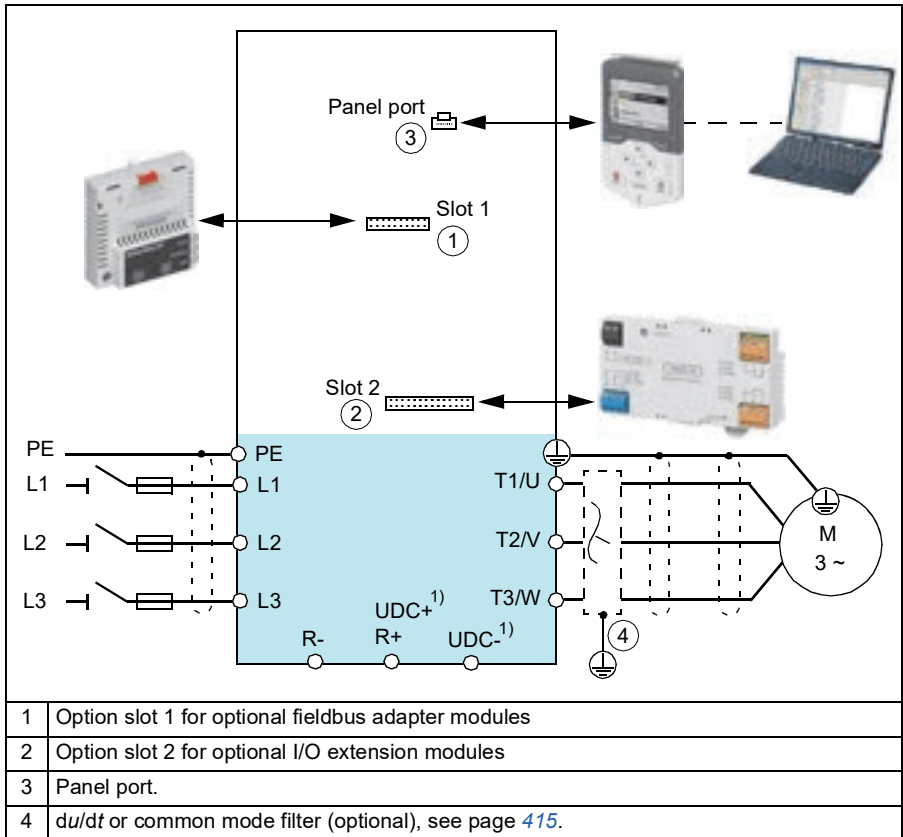 Panel port
3
Slot 1
1
Slot 2
2
PE
PE
L1
L1
T1/U
L2
L2
T2/V
M
3 ~
L3
L3
T3/W
UDC+1)
R-
R+
UDC-1)
4
1 Option slot 1 for optional fieldbus adapter modules
2 Option slot 2 for optional I/O extension modules
3 Panel port.
4 du/dt or common mode filter (optional), see page 415.